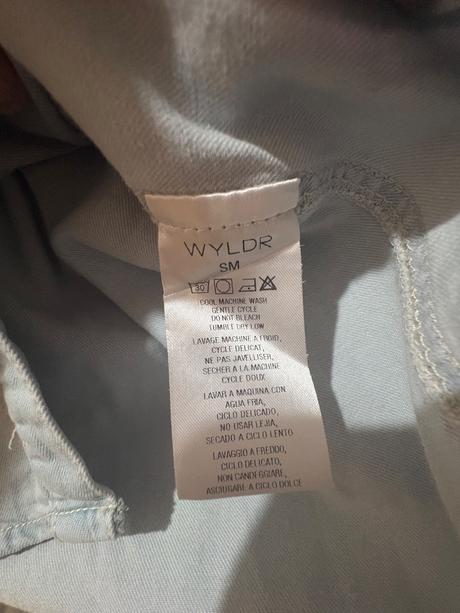 WYLDR
SM
30
COOL MACHINE WASH
GENTLE CYCLE
DO NOT BLEACH
TUMBLE DRY LOW
LAVAGE MACHINE A FROID,
CYCLE DELICAT,
NE PAS JAVELLISER,
SECHER A LA MACHINE
CYCLE DOUX
LAVAR A MAQUINA CON
AGUA FRIA,
CICLO DELICADO,
NO USAR LEJIA,
SECADO A CICLO LENTO
LAVAGGIO A FREDDO,
CICLO DELICATO,
NON CANDEGGIARE,
ASCIUGARE A CICLO DOLCE